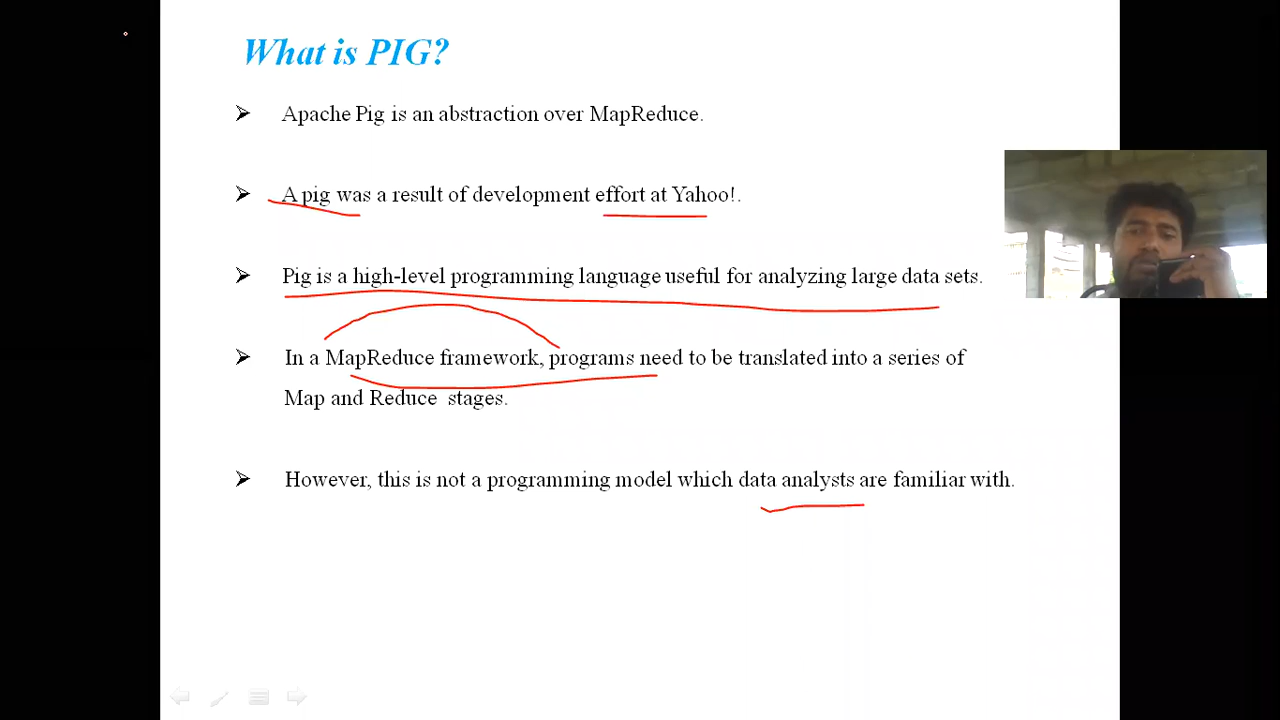 What is PIG?
Apache Pig is an abstraction over MapReduce.
A pig was a result of development effort at Yahoo!.
Pig is a high-level programming language useful for analyzing large data sets.
In a MapReduce framework, programs need to be translated into a series of
Map and Reduce stages.
However, this is not a programming model which data analysts are familiar with.